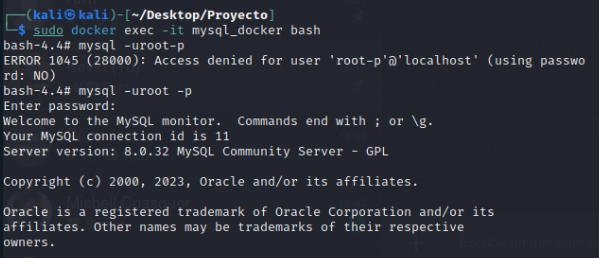 (kali㉿kali)-[~/Desktop/Proyecto]
$ sudo docker exec -it mysql_docker bash
bash-4.4# mysql -uroot-p
ERROR 1045 (28000): Access denied for user 'root-p'@'localhost' (using passwo
rd: NO)
bash-4.4# mysql -uroot -p
Enter password:
Welcome to the MySQL monitor.  Commands end with ; or \g.
Your MySQL connection id is 11
Server version: 8.0.32 MySQL Community Server - GPL
Copyright (c) 2000, 2023, Oracle and/or its affiliates.
Oracle is a registered trademark of Oracle Corporation and/or its
affiliates. Other names may be trademarks of their respective
owners.